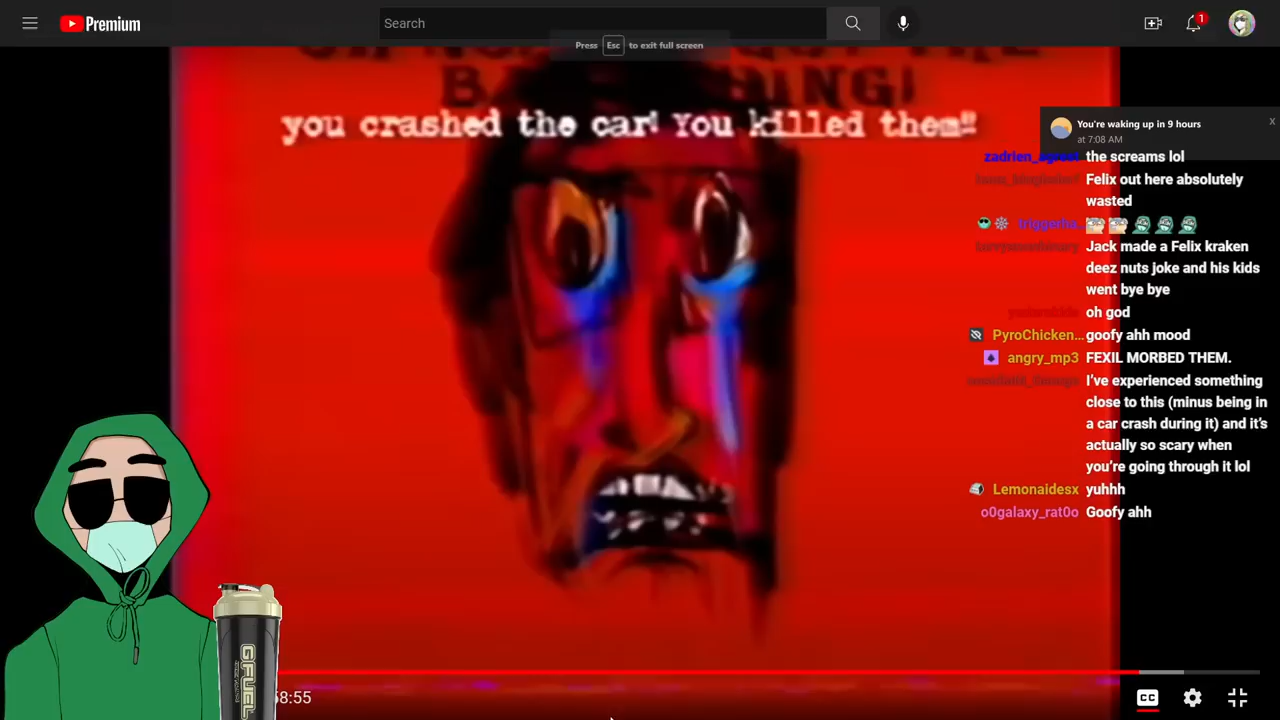 Premium
Search
1
Press Esc to exit full screen
you crashed the car! You killed them!!
You're waking up in 9 hours
at 7:08 AM
the screams lol
Felix out here absolutely
wasted
Jack made a Felix kraken
deez nuts joke and his kids
went bye bye
oh god
PyroChicken... goofy ahh mood
angry_mp3 FEXIL MORBED THEM.
I've experienced something
close to this (minus being in
a car crash during it) and it's
actually so scary when
you're going through it lol
Lemonaidesx yuhhh
o0galaxy_rat0o Goofy ahh
GFUEL
8:55
CC